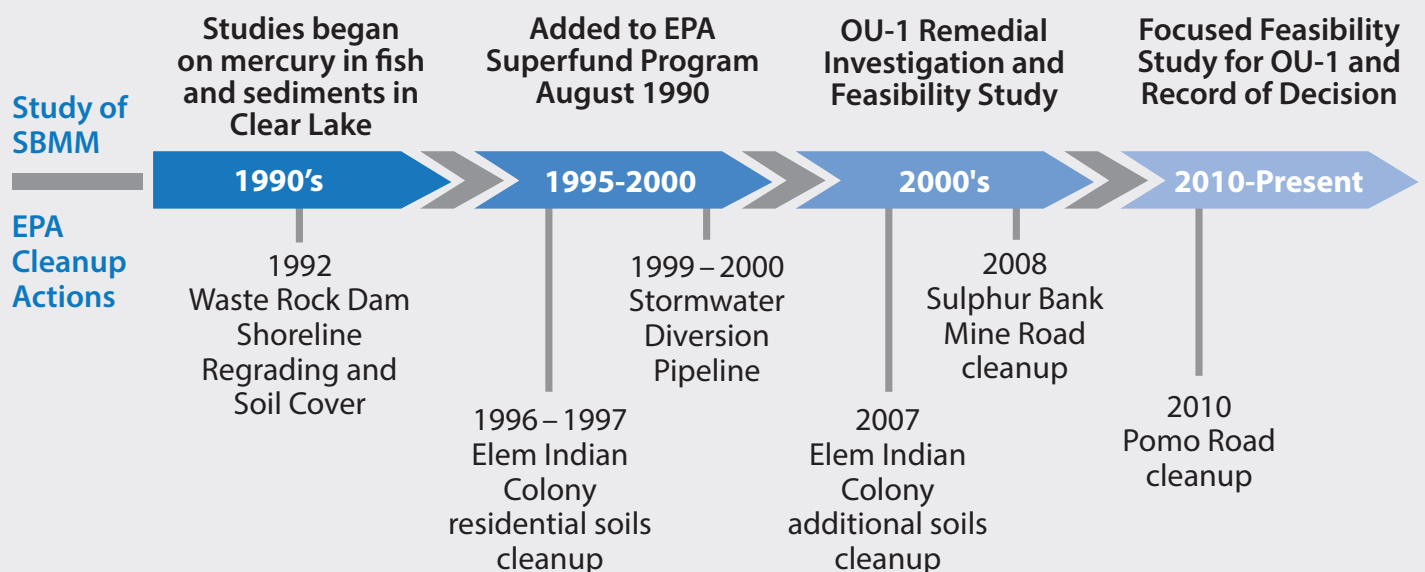 Studies began
on mercury in fish
and sediments in
Clear Lake
Added to EPA
Superfund Program
August 1990
OU-1 Remedial
Investigation and
Feasibility Study
Focused Feasibility
Study for OU-1 and
Record of Decision
Study of
SBMM
1990's
1995-2000
2000's
2010-Present
EPA
Cleanup
Actions
1992
Waste Rock Dam
Shoreline
Regrading and
Soil Cover
1996–1997
Elem Indian
Colony
residential soils
cleanup
1999–2000
Stormwater
Diversion
Pipeline
2007
Elem Indian
Colony
additional soils
cleanup
2008
Sulphur Bank
Mine Road
cleanup
2010
Pomo Road
cleanup